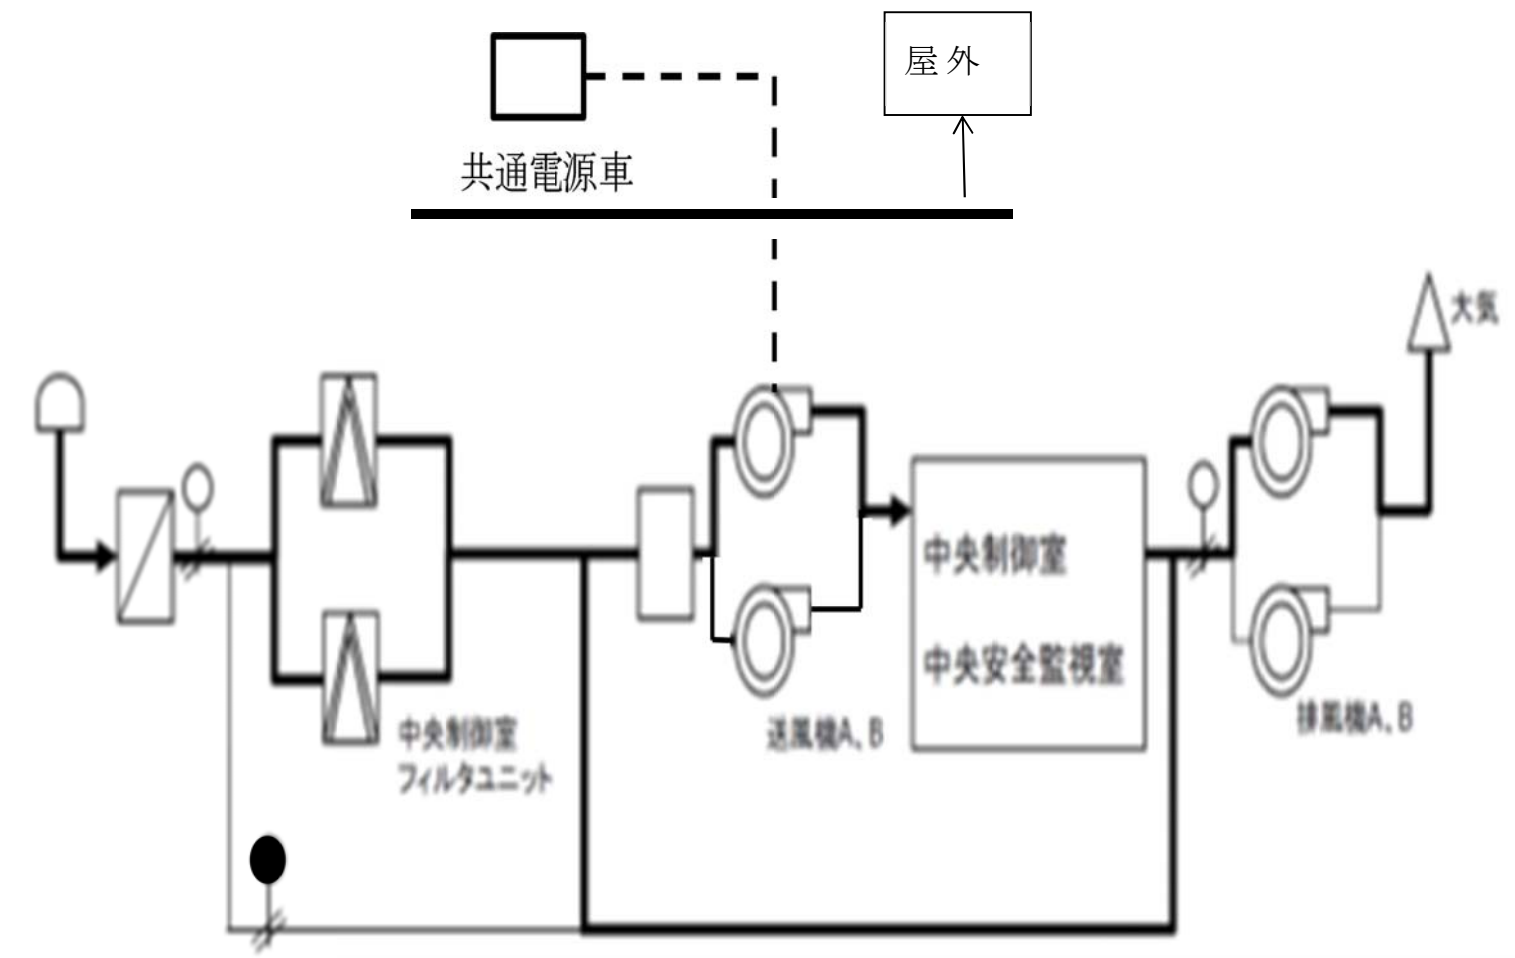 屋外
共通電源車
大気
中央制御室
中央安全監視室
中央制御室
フィルタユニット
送風機A、B
排風機A、B